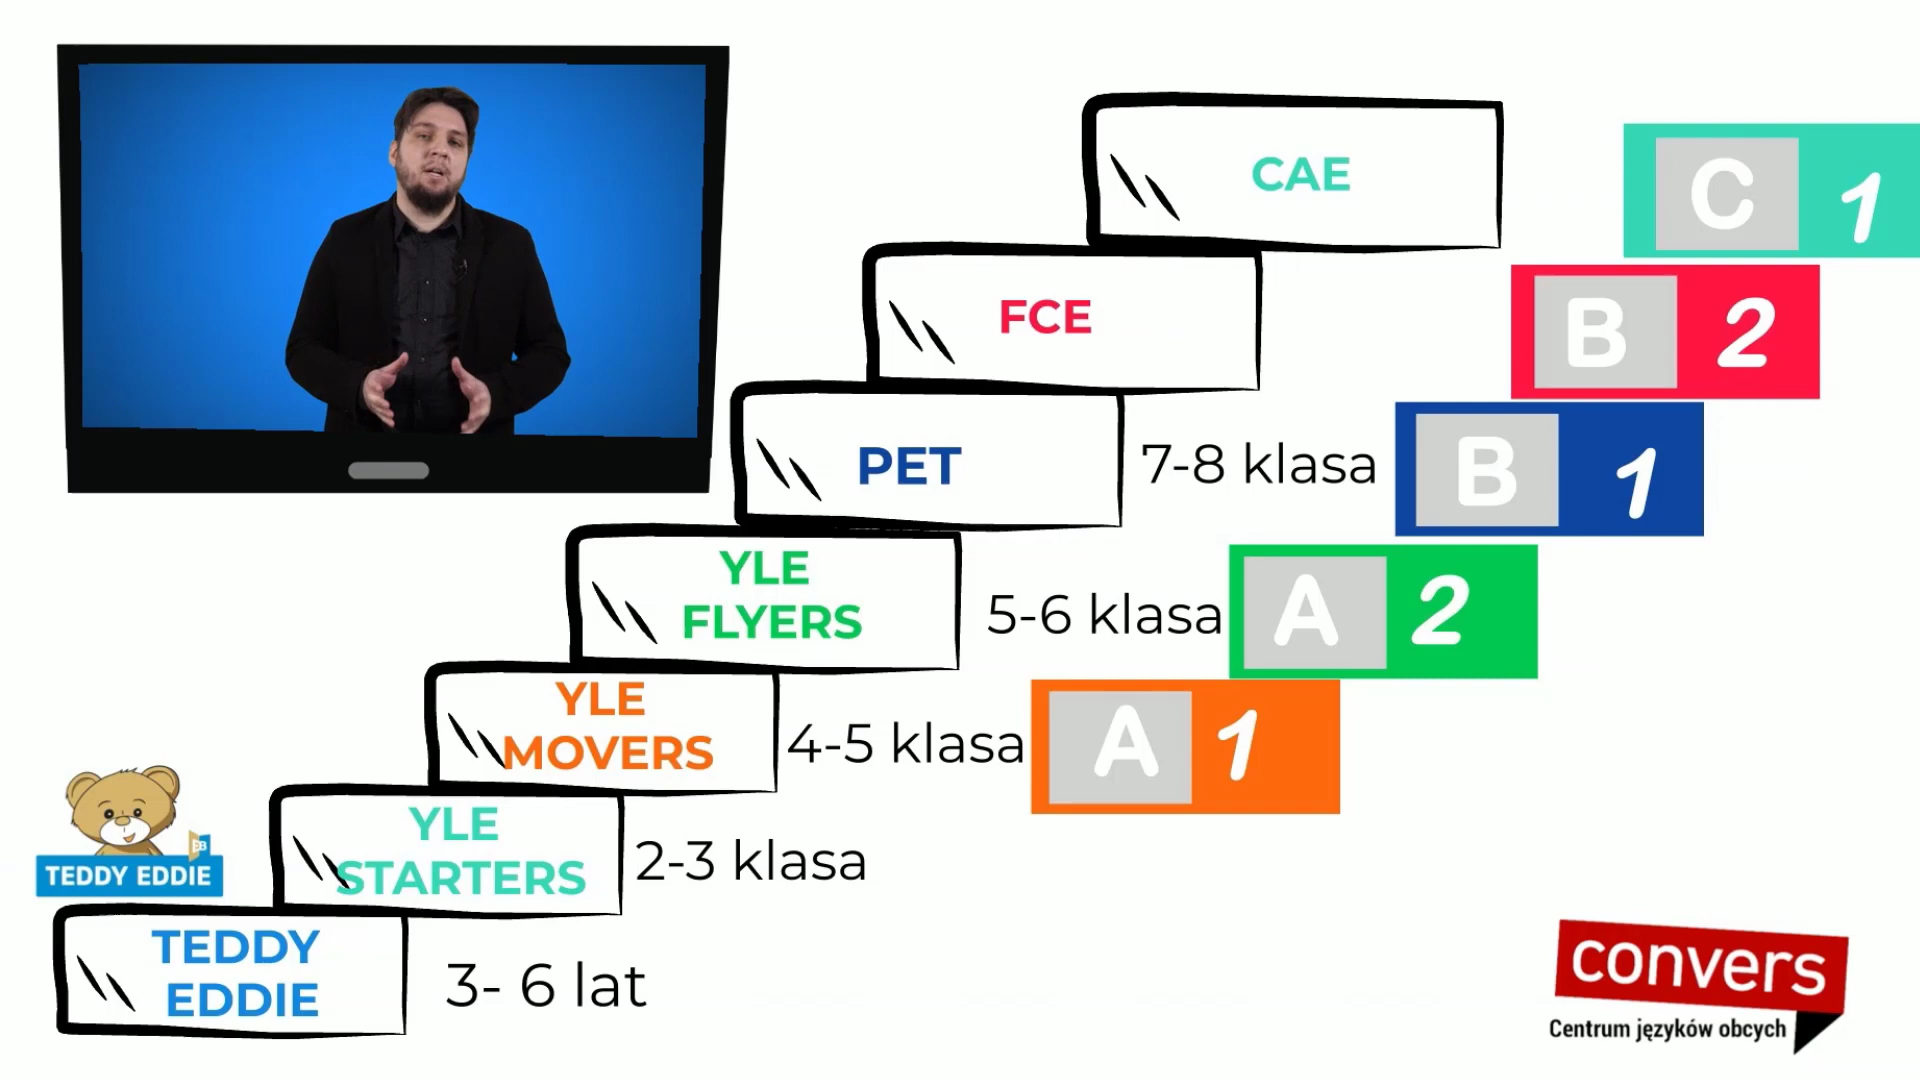 CAE
C 1
FCE
B 2
PET
7-8 klasa
B 1
YLE
FLYERS
5-6 klasa
A 2
YLE
MOVERS
4-5 klasa
A 1
YLE
STARTERS
2-3 klasa
EB
TEDDY EDDIE
TEDDY
EDDIE
3- 6 lat
convers
Centrum języków obcych